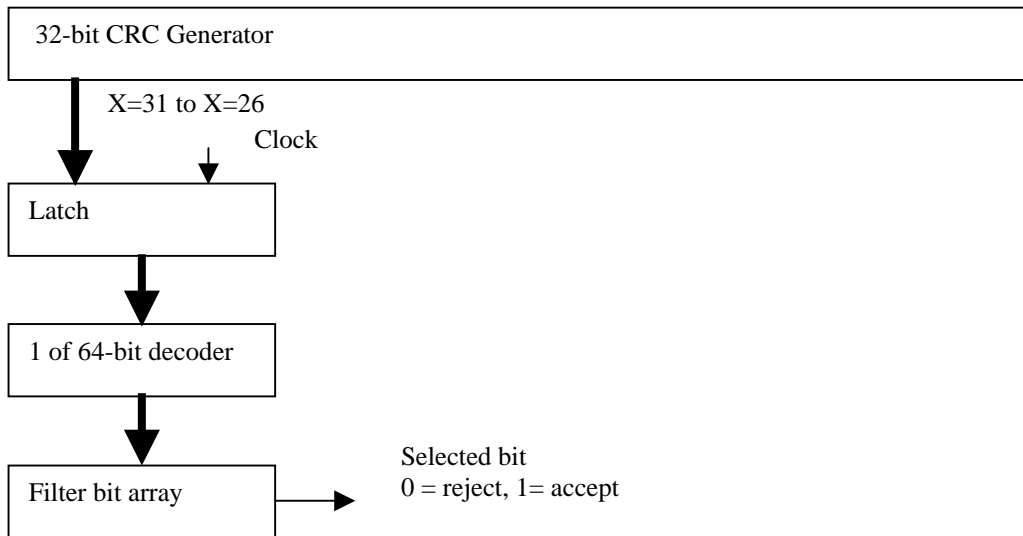 32-bit CRC Generator
X=31 to X=26
Clock
Latch
1 of 64-bit decoder
Filter bit array
Selected bit
0 = reject, 1= accept